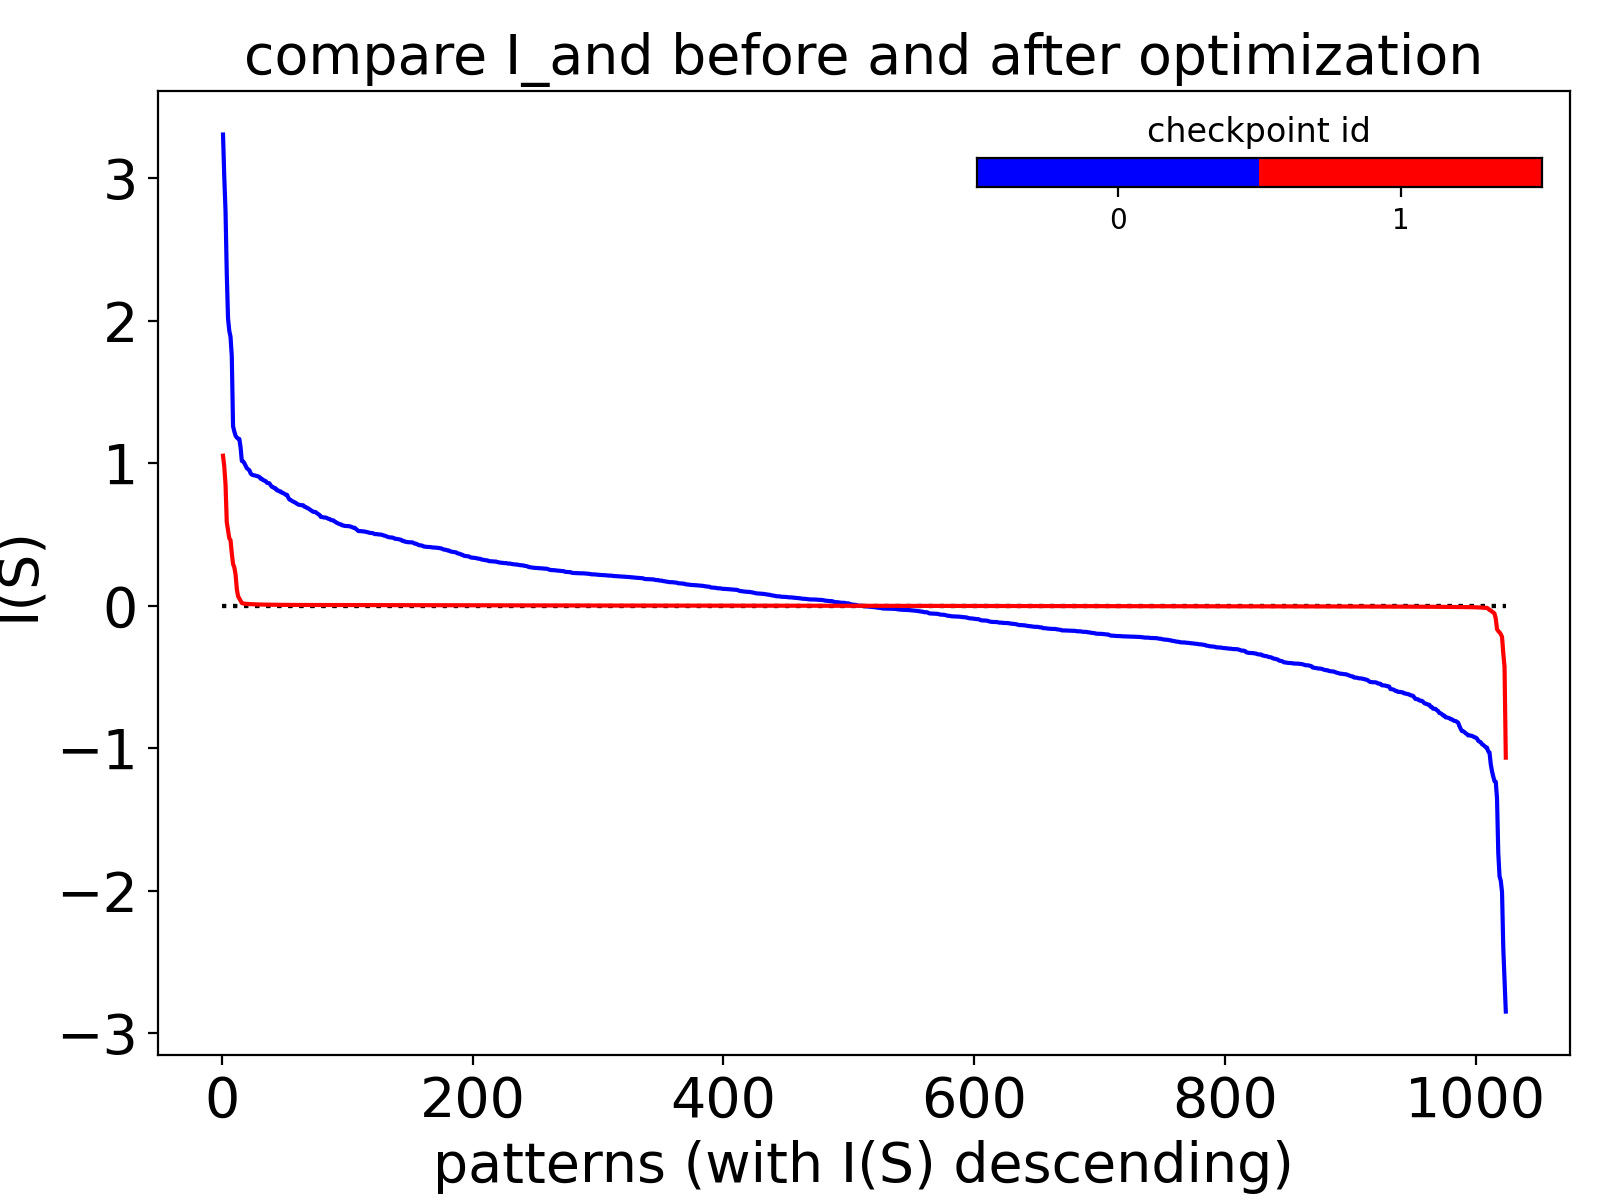 compare I_and before and after optimization
checkpoint id
0 1
3
2
1
0
−1
−2
−3
I(S)
0 200 400 600 800 1000
patterns (with I(S) descending)